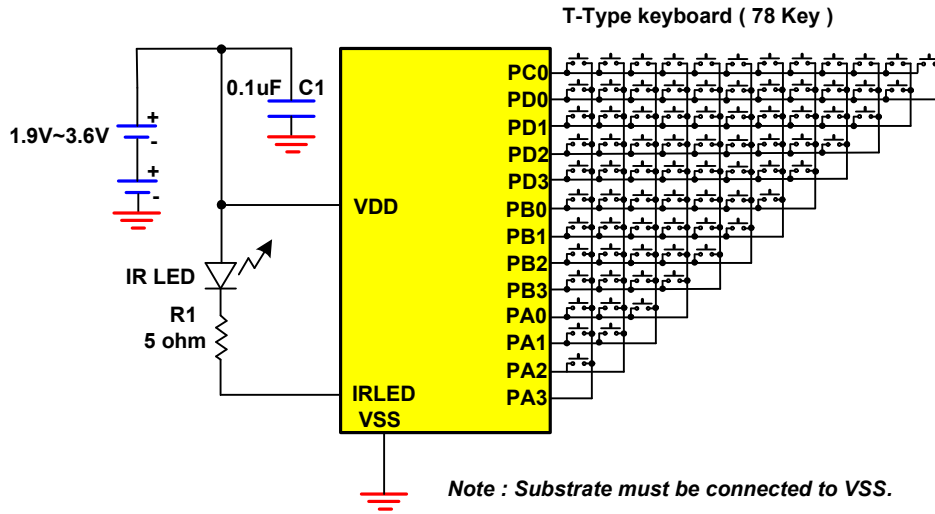 T-Type keyboard ( 78 Key )
0.1uF C1
+
1.9V~3.6V
-
+
-
VDD
IR LED
R1
5 ohm
IRLED
VSS
PC0
PD0
PD1
PD2
PD3
PB0
PB1
PB2
PB3
PA0
PA1
PA2
PA3
Note : Substrate must be connected to VSS.